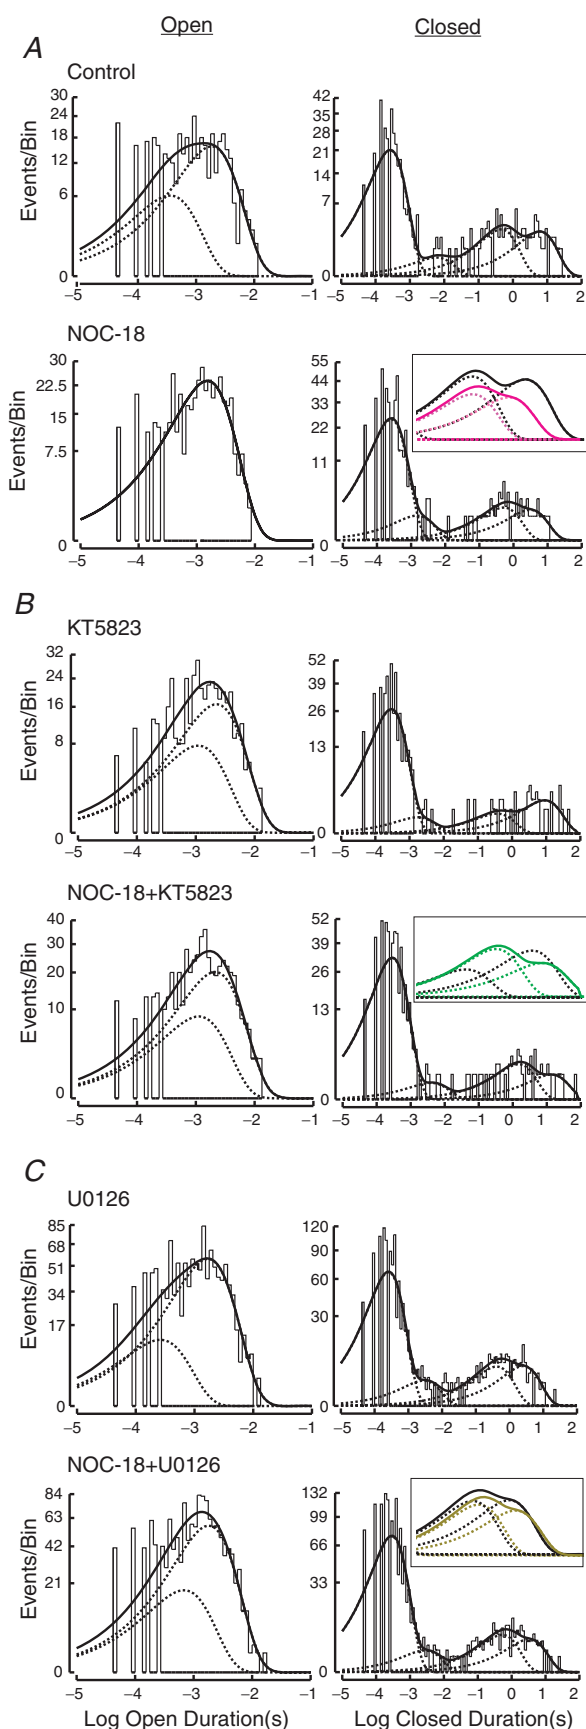 Open Closed
A
Control
Events/Bin
30
24
18
12
6
0
−5 −4 −3 −2 −1
42
35
28
21
14
7
0
−5 −4 −3 −2 −1 0 1 2
NOC-18
Events/Bin
30
22.5
15
7.5
0
−5 −4 −3 −2 −1
55
44
33
22
11
0
−5 −4 −3 −2 −1 0 1 2
B
KT5823
Events/Bin
32
24
16
8
0
−5 −4 −3 −2 −1
52
39
26
13
0
−5 −4 −3 −2 −1 0 1 2
NOC-18+KT5823
Events/Bin
40
30
20
10
0
−5 −4 −3 −2 −1
52
39
26
13
0
−5 −4 −3 −2 −1 0 1 2
C
U0126
Events/Bin
85
68
51
34
17
0
−5 −4 −3 −2 −1
120
90
60
30
0
−5 −4 −3 −2 −1 0 1 2
NOC-18+U0126
Events/Bin
84
63
42
21
0
−5 −4 −3 −2 −1
132
99
66
33
0
−5 −4 −3 −2 −1 0 1 2
Log Open Duration(s) Log Closed Duration(s)